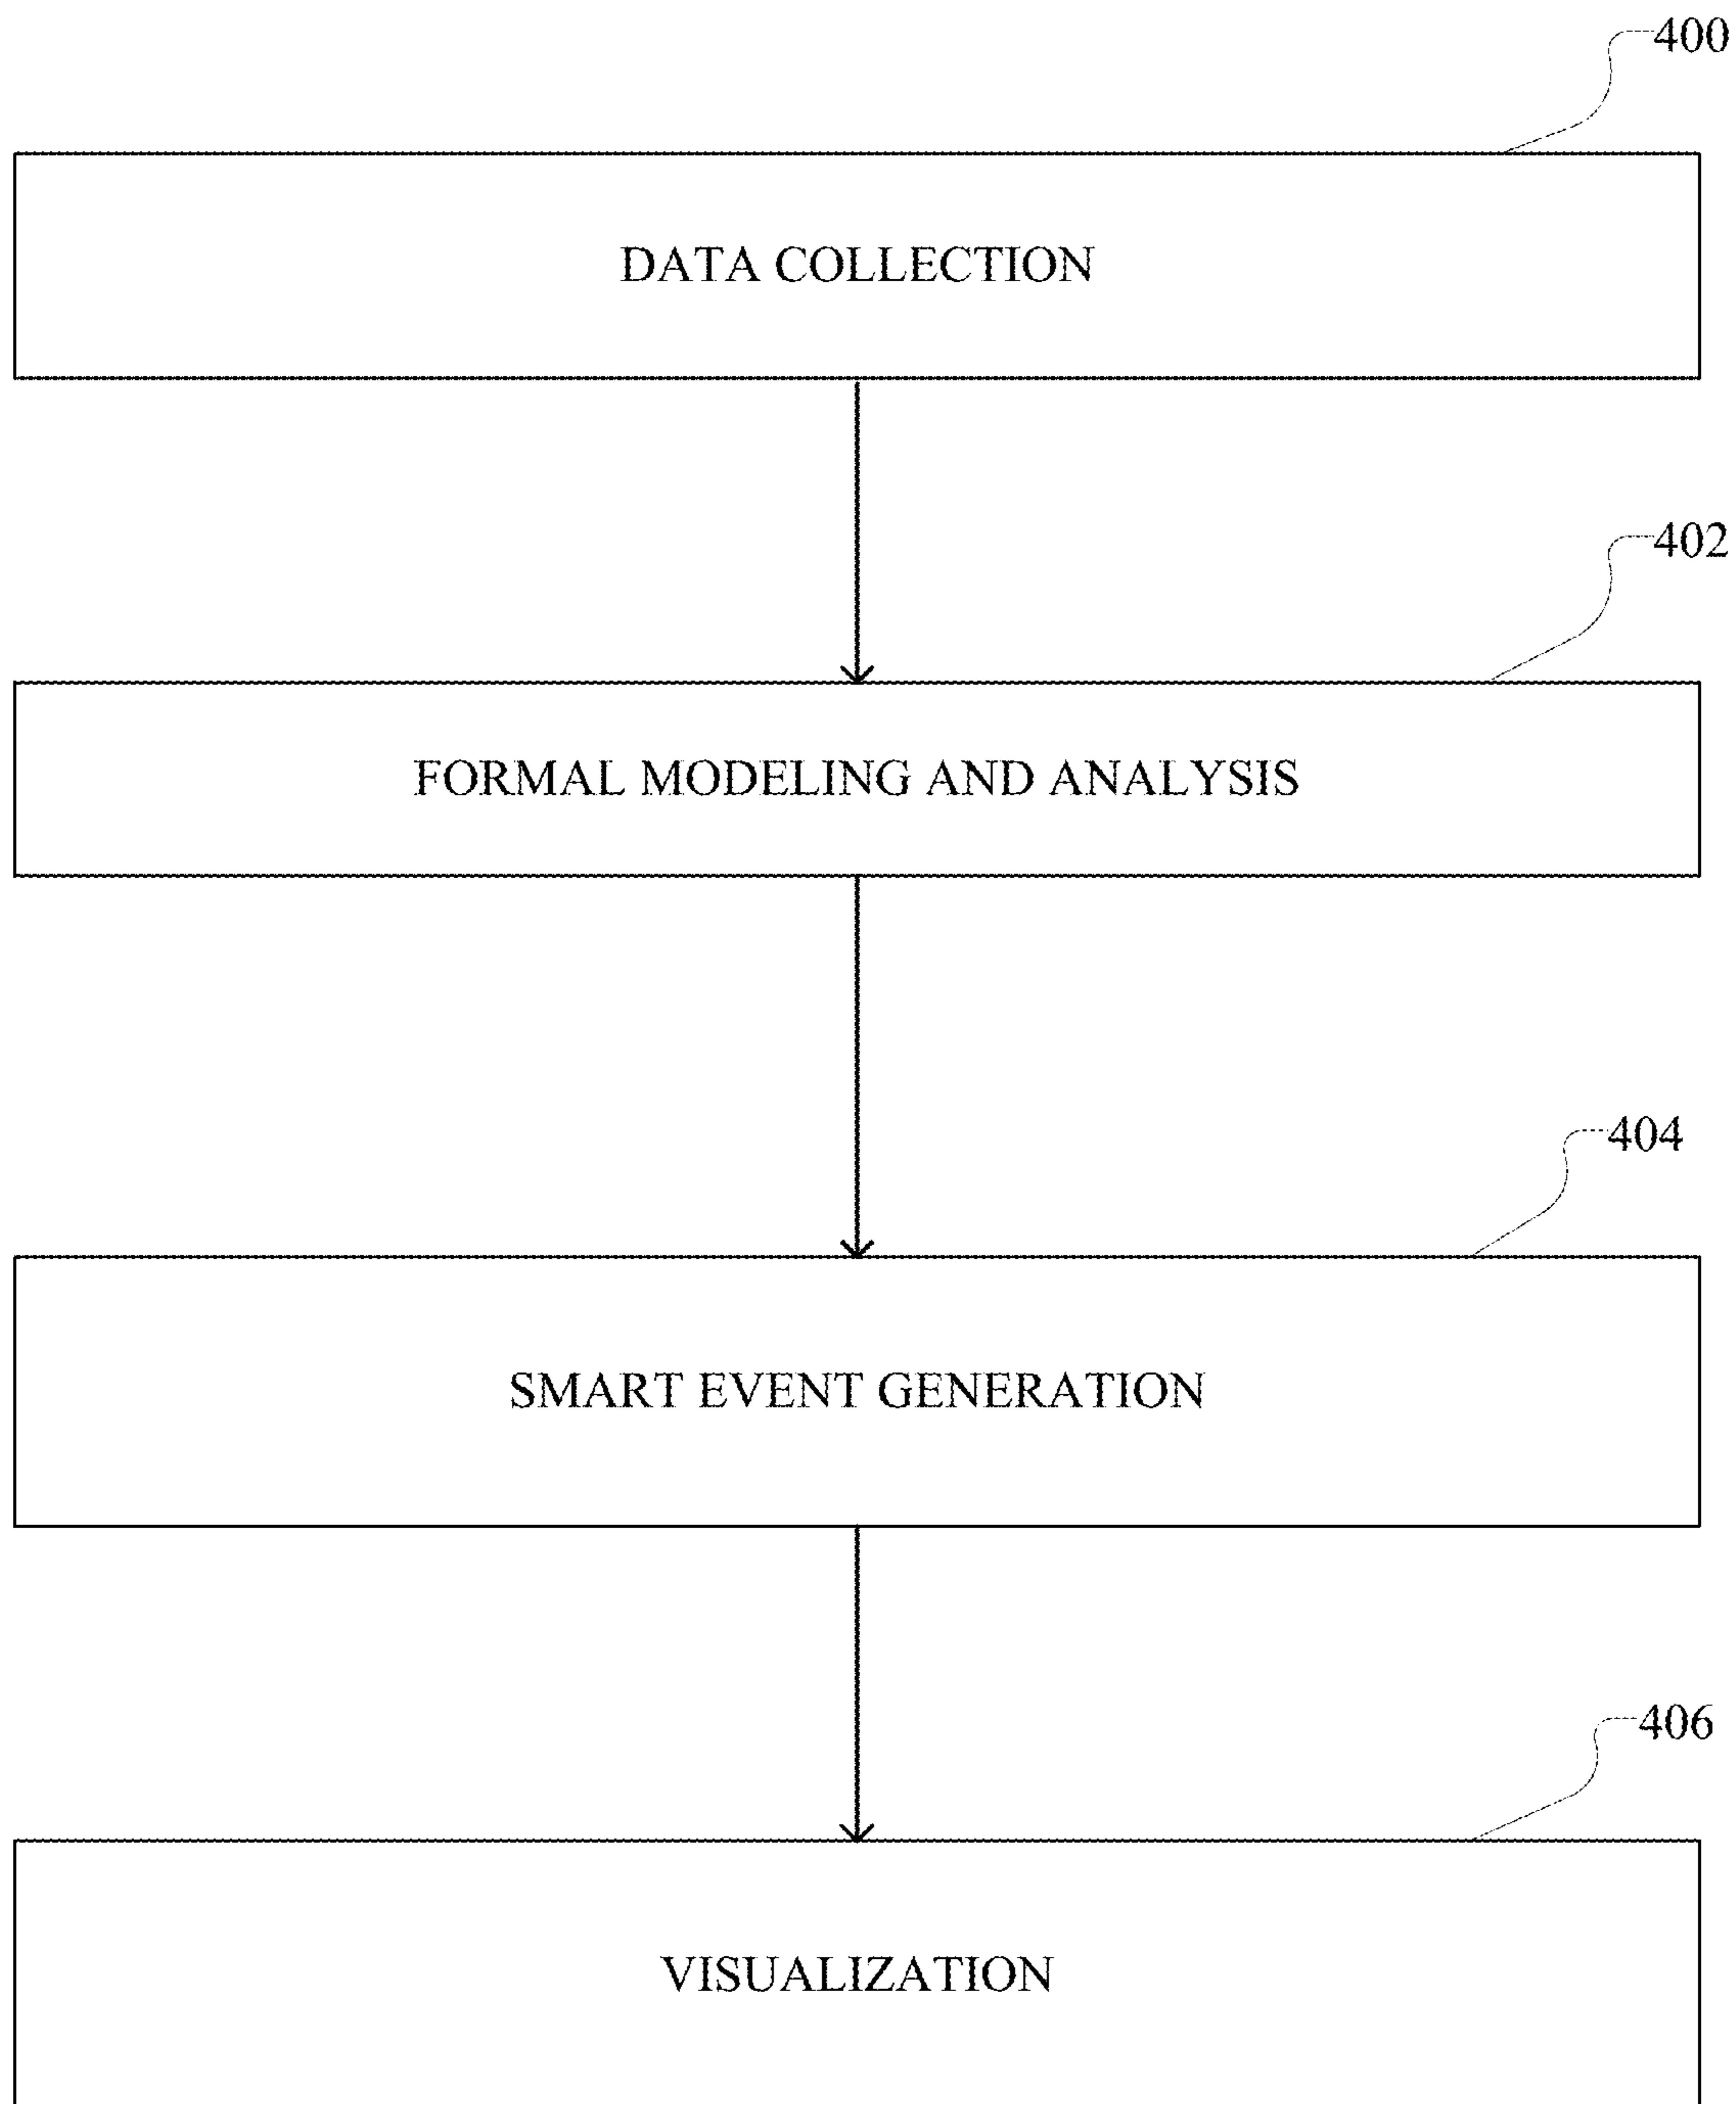 400
DATA COLLECTION
402
FORMAL MODELING AND ANALYSIS
404
SMART EVENT GENERATION
406
VISUALIZATION